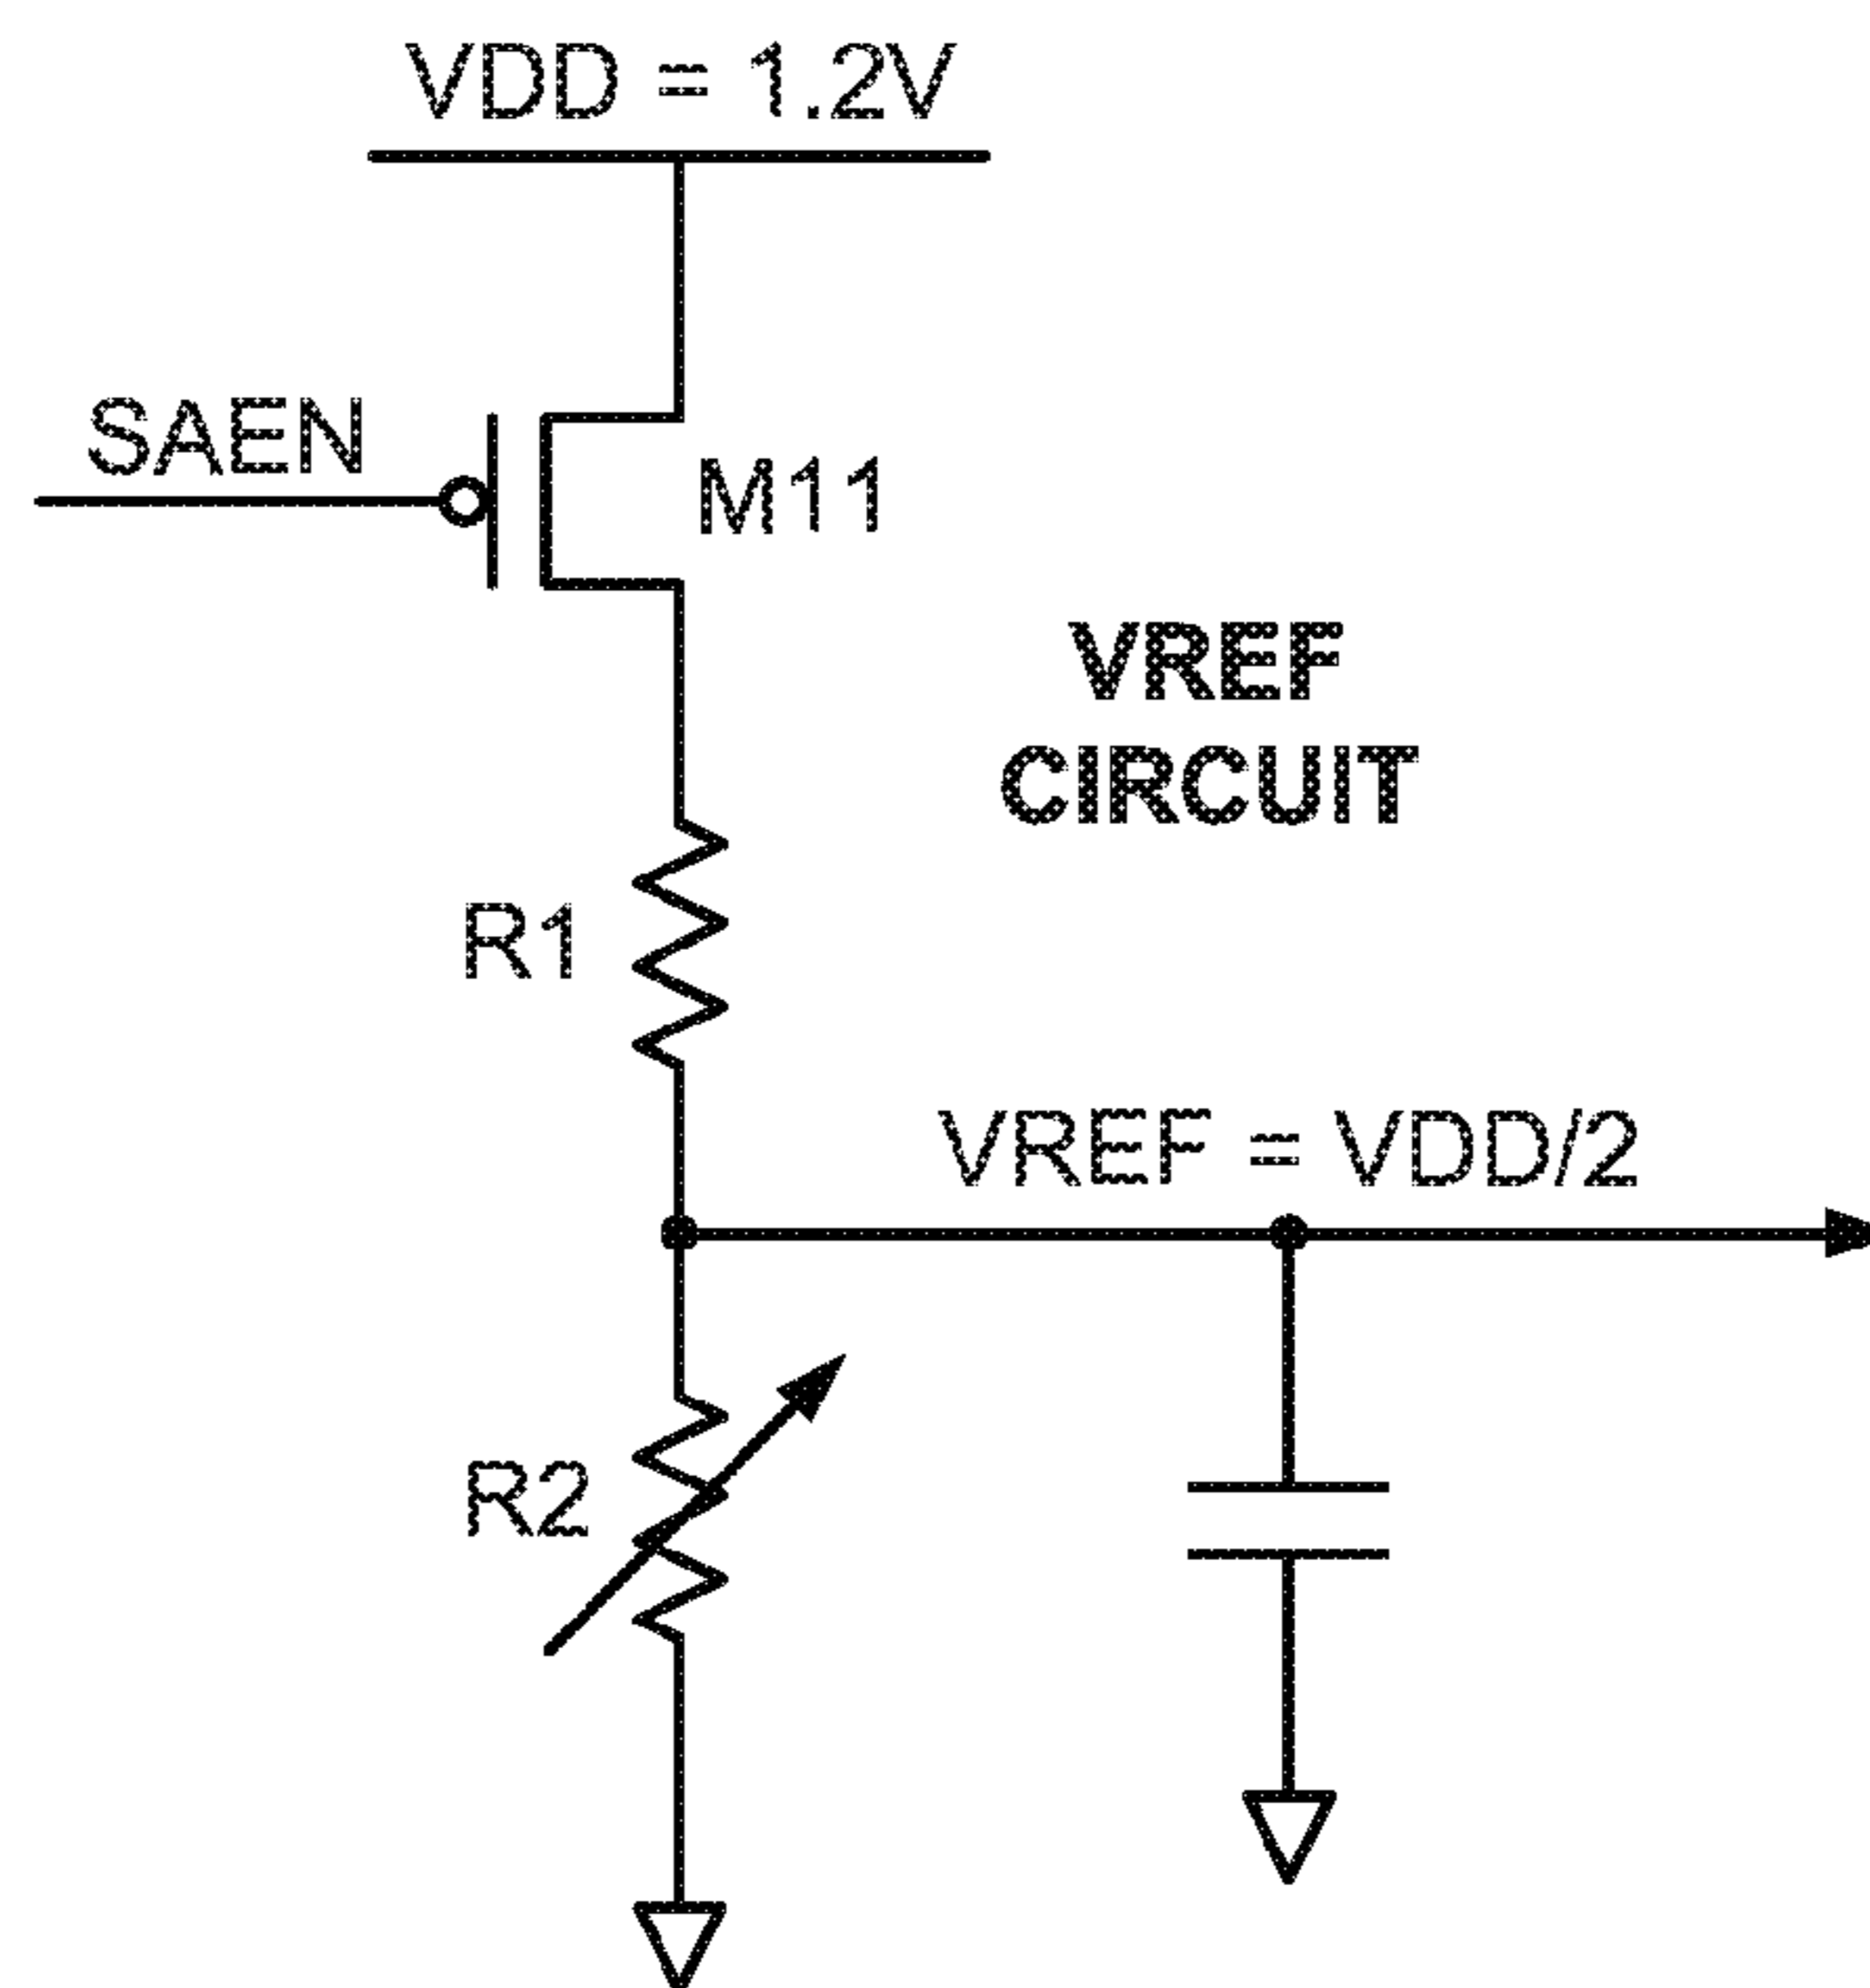 VDD = 1.2V
SAEN
M11
VREF
CIRCUIT
R1
VREF = VDD/2
R2